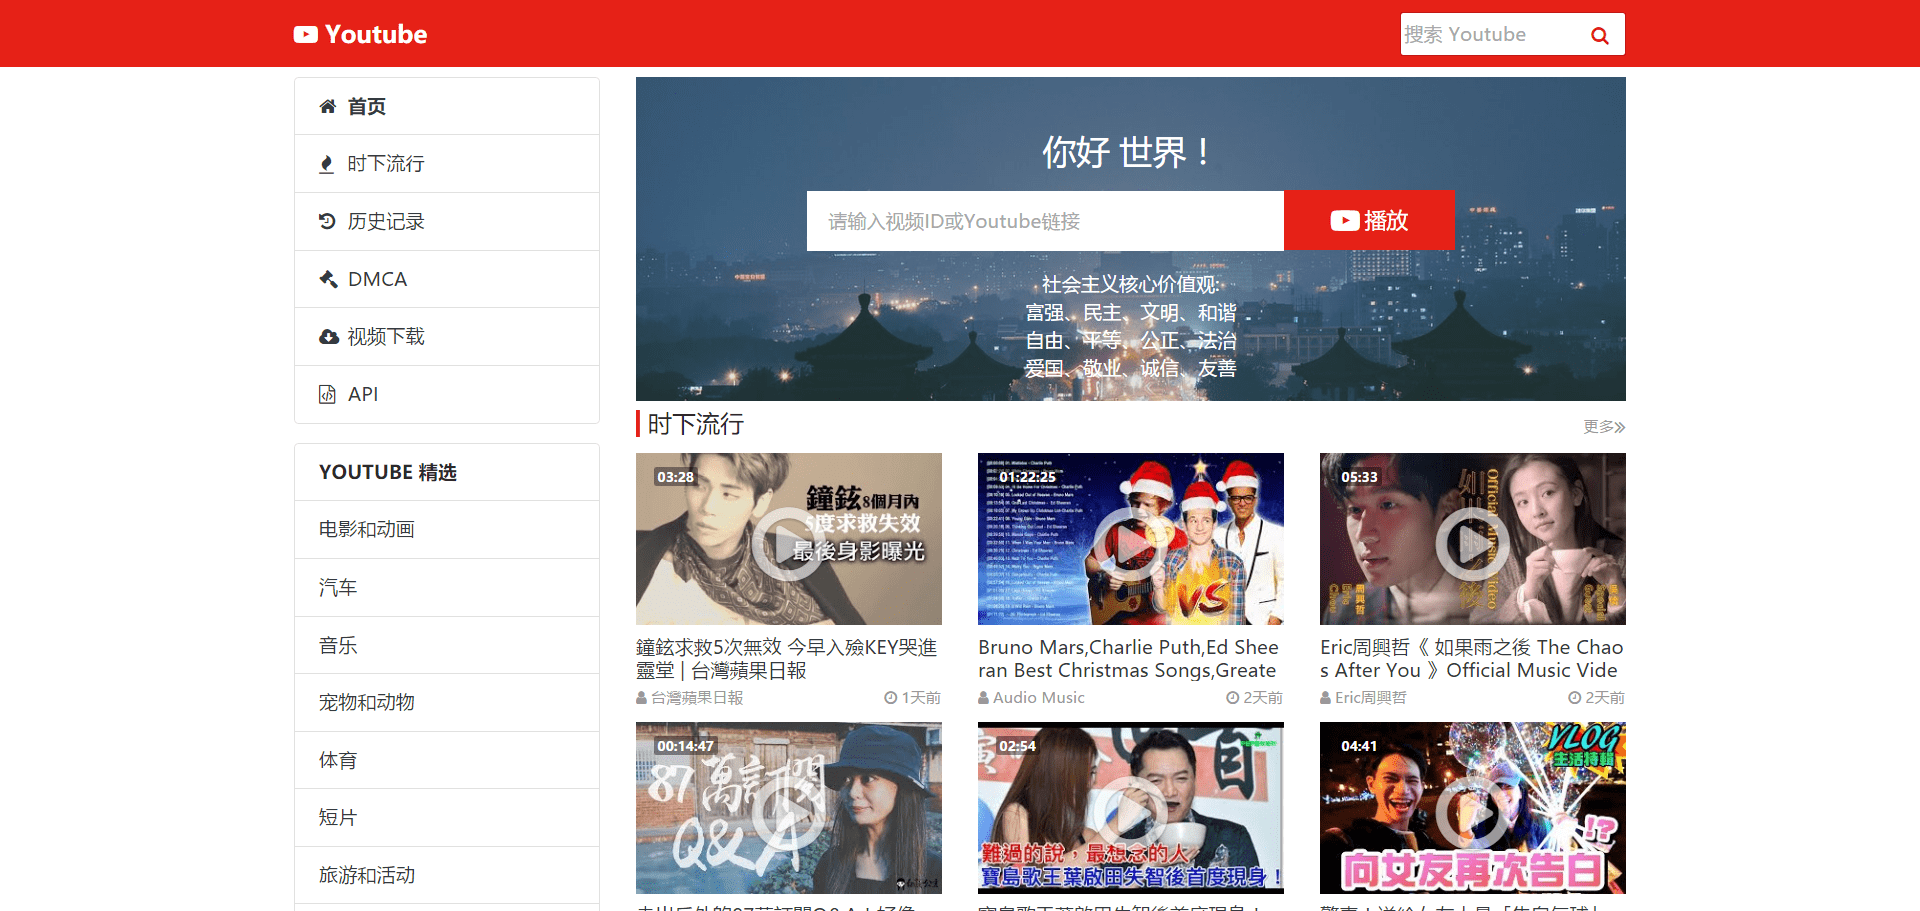 Youtube
搜索 Youtube
首页
时下流行
历史记录
DMCA
视频下载
API
YOUTUBE 精选
电影和动画
汽车
音乐
宠物和动物
体育
短片
旅游和活动
你好 世界！
请输入视频ID或Youtube链接
播放
社会主义核心价值观:
富强、民主、文明、和谐
自由、平等、公正、法治
爱国、敬业、诚信、友善
时下流行
更多
03:28
鐘鉉8個月內
5度求救失效
最後身影曝光
鐘鉉求救5次無效 今早入殮KEY哭進
靈堂 | 台灣蘋果日報
台灣蘋果日報
1天前
01:22:25
VS
Bruno Mars,Charlie Puth,Ed Shee
ran Best Christmas Songs,Greate
Audio Music
2天前
05:33
Official Music Video
周興哲
Eric周興哲《 如果雨之後 The Chao
s After You 》Official Music Vide
Eric周興哲
2天前
00:14:47
87萬訂閱
Q&A
02:54
難過的說，最想念的人
寶島歌王葉啟田失智後首度現身！
04:41
VLOG
生活特輯
!?
向女友再次告白